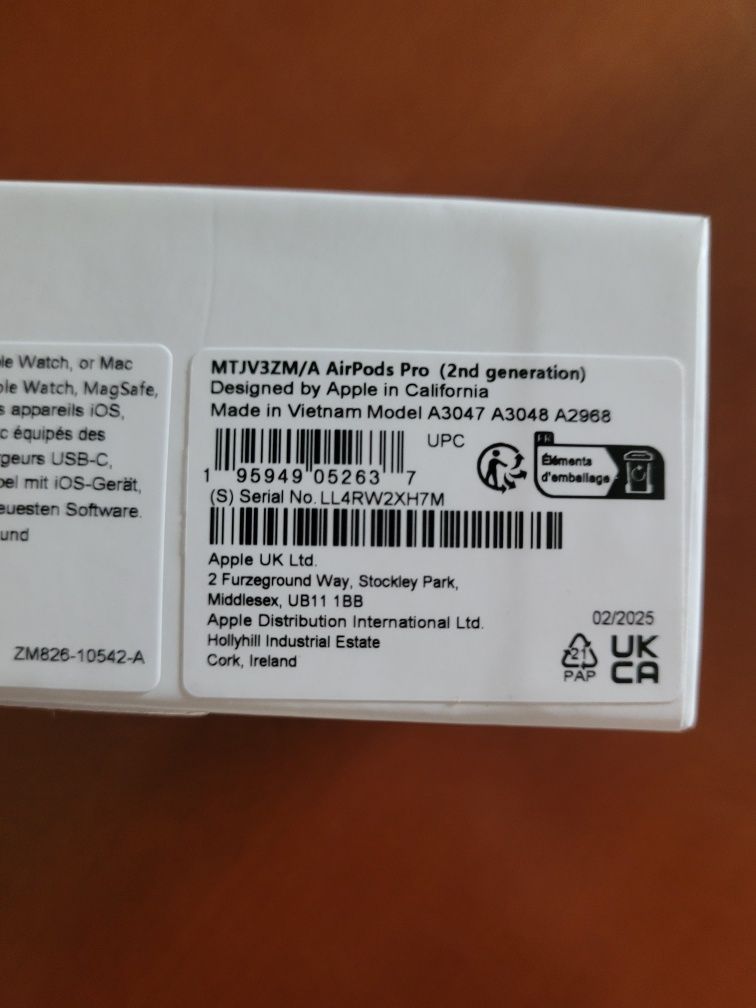 le Watch, or Mac
ple Watch, MagSafe,
s appareils iOS,
c équipés des
rgeurs USB-C,
bel mit iOS-Gerät,
euesten Software.
und
ZM826-10542-A
MTJV3ZM/A AirPods Pro (2nd generation)
Designed by Apple in California
Made in Vietnam Model A3047 A3048 A2968
UPC
1 95949 05263 7
FR
Éléments
d'emballage
(S) Serial No. LL4RW2XH7M
Apple UK Ltd.
2 Furzeground Way, Stockley Park,
Middlesex, UB11 1BB
Apple Distribution International Ltd.
Hollyhill Industrial Estate
Cork, Ireland
02/2025
21
PAP
UK
CA